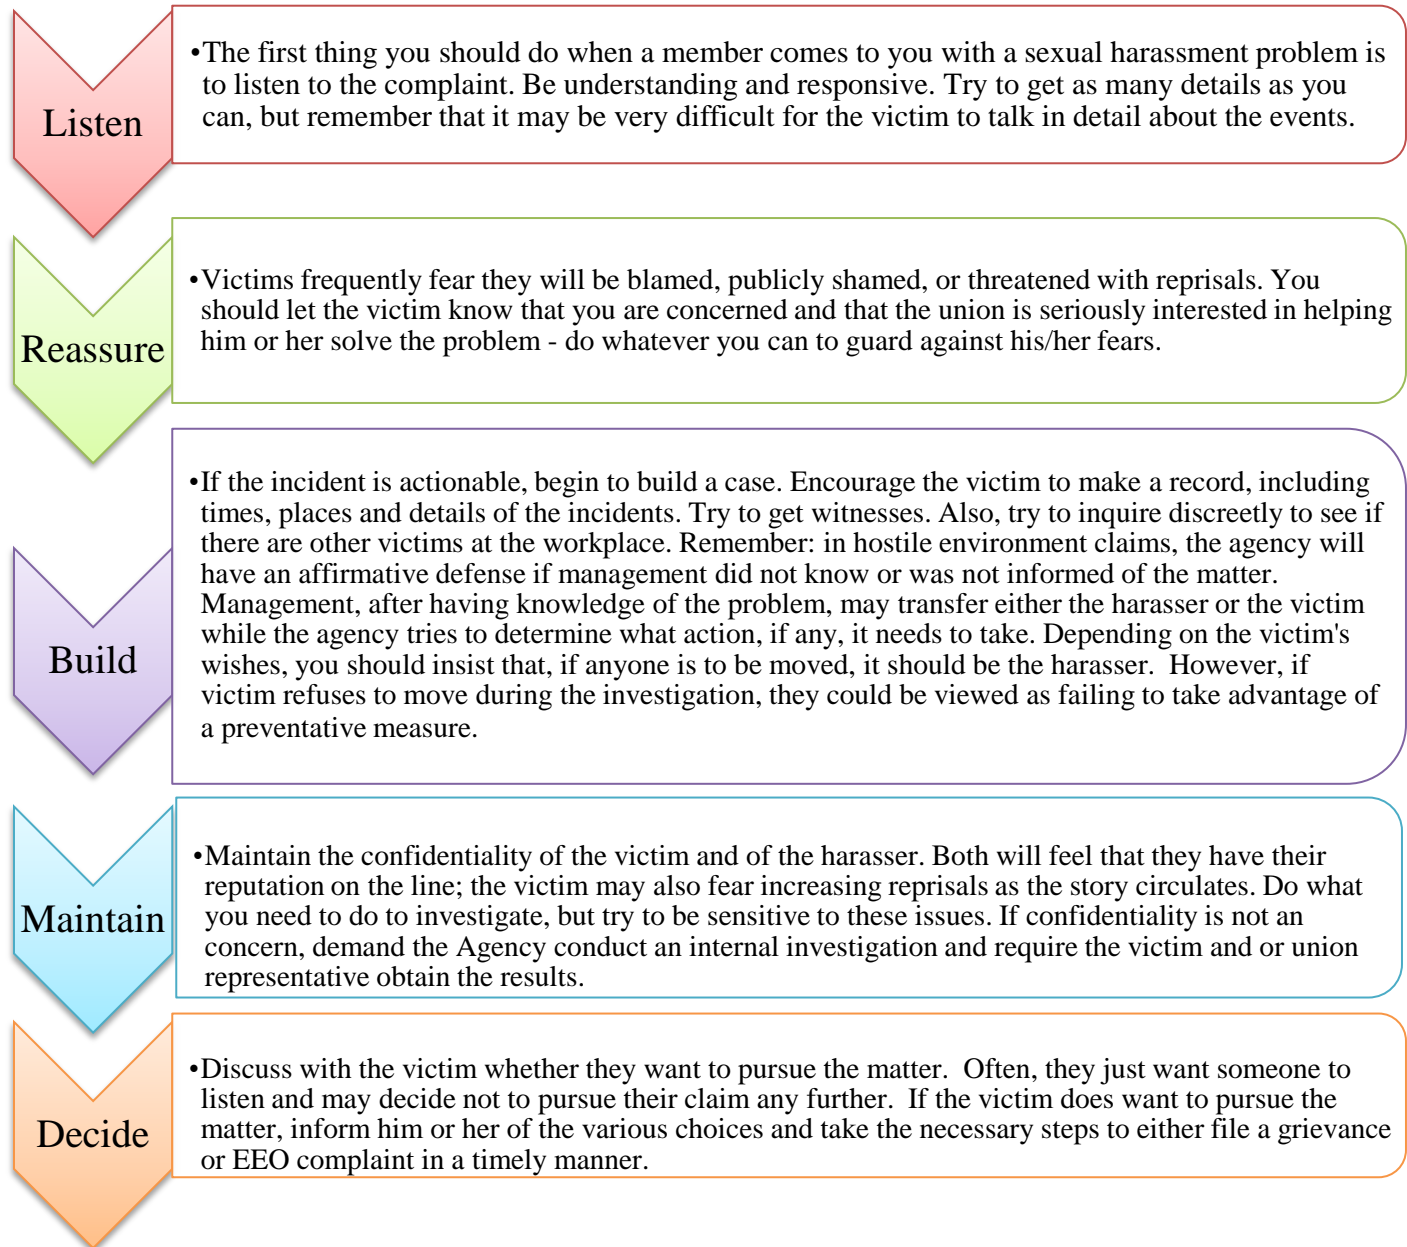 Listen
•The first thing you should do when a member comes to you with a sexual harassment problem is
to listen to the complaint. Be understanding and responsive. Try to get as many details as you
can, but remember that it may be very difficult for the victim to talk in detail about the events.
Reassure
•Victims frequently fear they will be blamed, publicly shamed, or threatened with reprisals. You
should let the victim know that you are concerned and that the union is seriously interested in helping
him or her solve the problem - do whatever you can to guard against his/her fears.
Build
•If the incident is actionable, begin to build a case. Encourage the victim to make a record, including
times, places and details of the incidents. Try to get witnesses. Also, try to inquire discreetly to see if
there are other victims at the workplace. Remember: in hostile environment claims, the agency will
have an affirmative defense if management did not know or was not informed of the matter.
Management, after having knowledge of the problem, may transfer either the harasser or the victim
while the agency tries to determine what action, if any, it needs to take. Depending on the victim's
wishes, you should insist that, if anyone is to be moved, it should be the harasser.  However, if
victim refuses to move during the investigation, they could be viewed as failing to take advantage of
a preventative measure.
Maintain
•Maintain the confidentiality of the victim and of the harasser. Both will feel that they have their
reputation on the line; the victim may also fear increasing reprisals as the story circulates. Do what
you need to do to investigate, but try to be sensitive to these issues. If confidentiality is not an
concern, demand the Agency conduct an internal investigation and require the victim and or union
representative obtain the results.
Decide
•Discuss with the victim whether they want to pursue the matter.  Often, they just want someone to
listen and may decide not to pursue their claim any further.  If the victim does want to pursue the
matter, inform him or her of the various choices and take the necessary steps to either file a grievance
or EEO complaint in a timely manner.